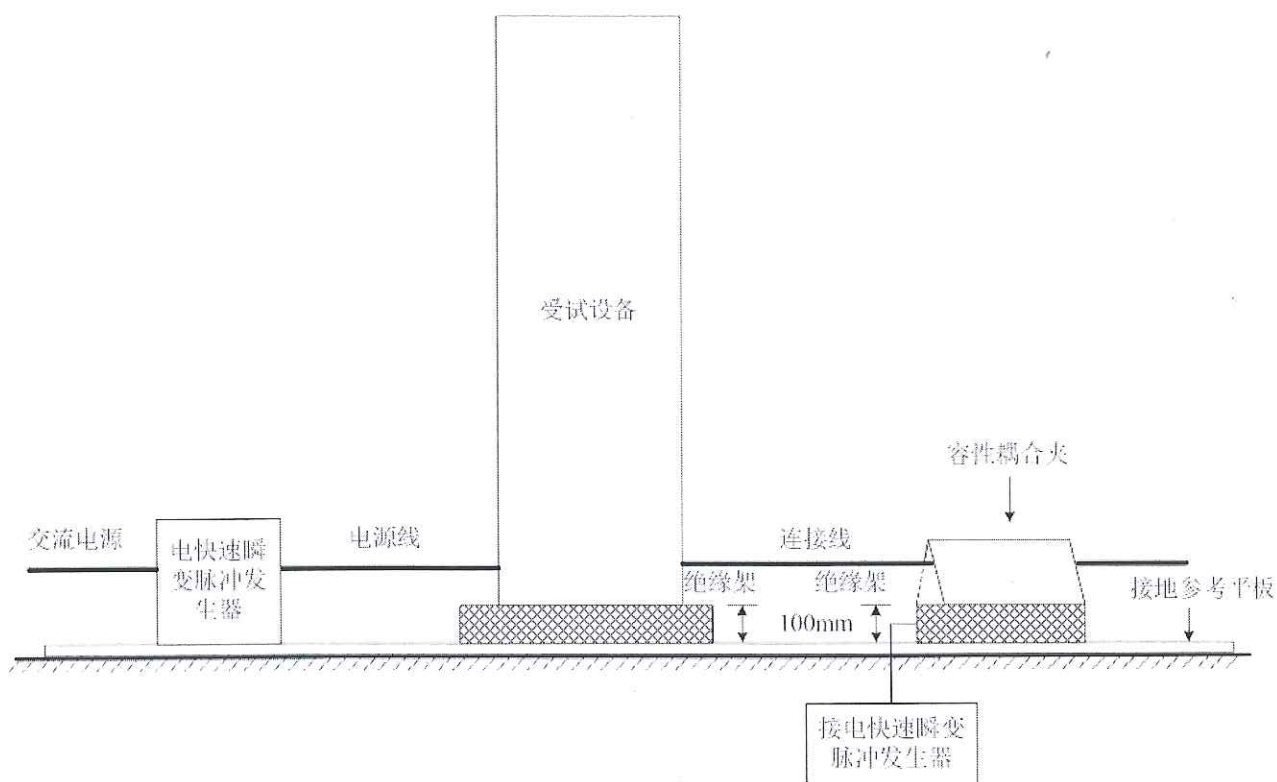 受试设备
容性耦合夹
交流电源
电快速瞬
变脉冲发
生器
电源线
连接线
绝缘架
绝缘架
接地参考平板
100mm
接电快速瞬变
脉冲发生器